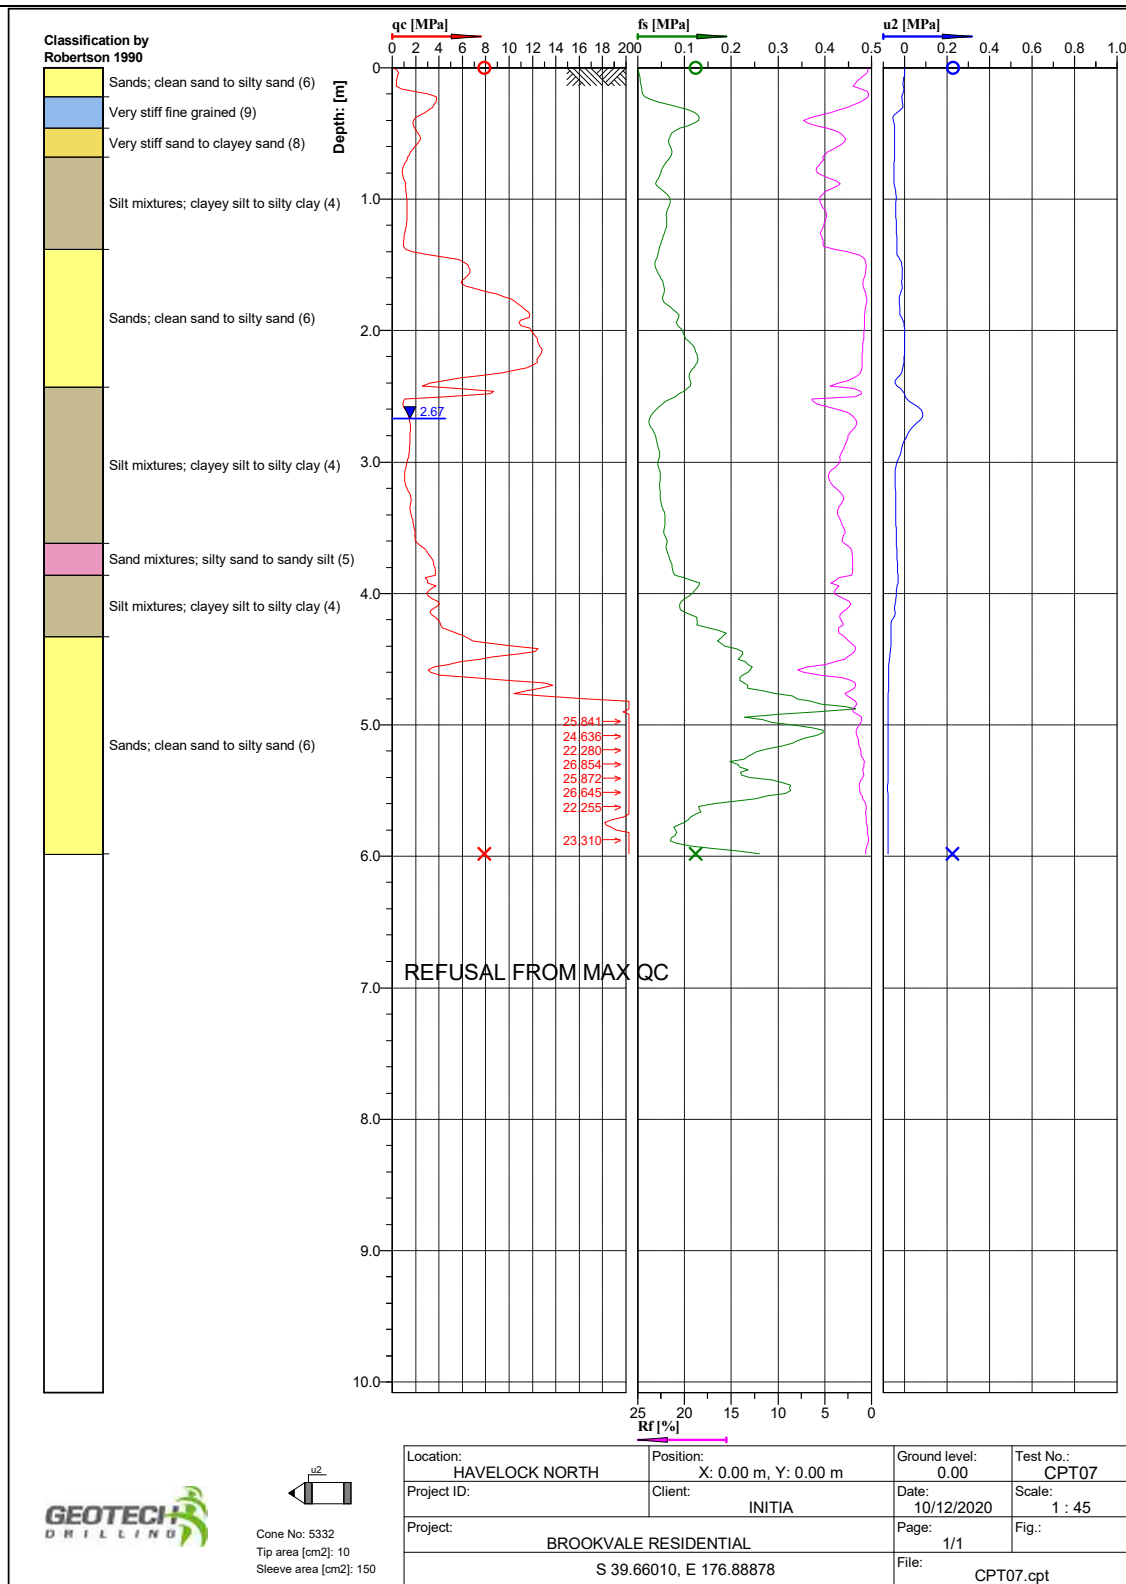 Classification by
Robertson 1990
qc [MPa]
0 2 4 6 8 10 12 14 16 18 20
fs [MPa]
0 0.1 0.2 0.3 0.4 0.5
u2 [MPa]
0 0.2 0.4 0.6 0.8 1.0
Depth: [m]
0
Sands; clean sand to silty sand (6)
Very stiff fine grained (9)
Very stiff sand to clayey sand (8)
1.0
Silt mixtures; clayey silt to silty clay (4)
Sands; clean sand to silty sand (6)
2.0
2.67
Silt mixtures; clayey silt to silty clay (4)
3.0
Sand mixtures; silty sand to sandy silt (5)
Silt mixtures; clayey silt to silty clay (4)
4.0
Sands; clean sand to silty sand (6)
5.0
25.841
24.636
22.280
26.854
25.872
26.645
22.255
23.310
6.0
REFUSAL FROM MAX QC
7.0
8.0
9.0
10.0
25 20 15 10 5 0
Rf [%]
GEOTECH
DRILLING
u2
Cone No: 5332
Tip area [cm2]: 10
Sleeve area [cm2]: 150
Location:
HAVELOCK NORTH
Position:
X: 0.00 m, Y: 0.00 m
Ground level:
0.00
Test No.:
CPT07
Project ID:
Client:
INITIA
Date:
10/12/2020
Scale:
1 : 45
Project:
BROOKVALE RESIDENTIAL
Page:
1/1
Fig.:
S 39.66010, E 176.88878
File:
CPT07.cpt